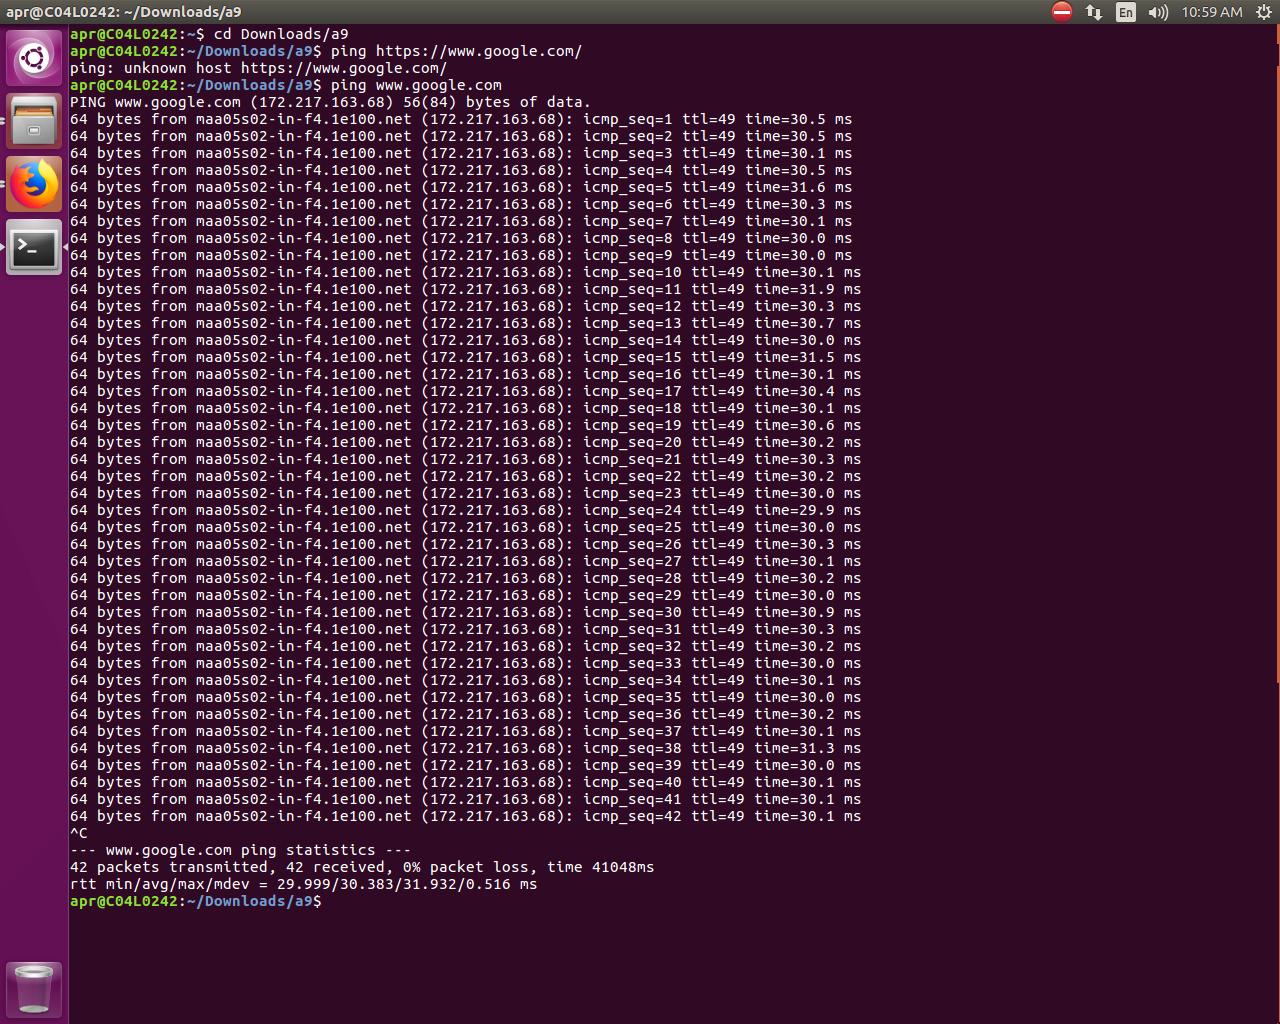 apr@C04L0242: ~/Downloads/a9
En
10:59 AM
apr@C04L0242:~$ cd Downloads/a9
apr@C04L0242:~/Downloads/a9$ ping https://www.google.com/
ping: unknown host https://www.google.com/
apr@C04L0242:~/Downloads/a9$ ping www.google.com
PING www.google.com (172.217.163.68) 56(84) bytes of data.
64 bytes from maa05s02-in-f4.1e100.net (172.217.163.68): icmp_seq=1 ttl=49 time=30.5 ms
64 bytes from maa05s02-in-f4.1e100.net (172.217.163.68): icmp_seq=2 ttl=49 time=30.5 ms
64 bytes from maa05s02-in-f4.1e100.net (172.217.163.68): icmp_seq=3 ttl=49 time=30.1 ms
64 bytes from maa05s02-in-f4.1e100.net (172.217.163.68): icmp_seq=4 ttl=49 time=30.5 ms
64 bytes from maa05s02-in-f4.1e100.net (172.217.163.68): icmp_seq=5 ttl=49 time=31.6 ms
64 bytes from maa05s02-in-f4.1e100.net (172.217.163.68): icmp_seq=6 ttl=49 time=30.3 ms
64 bytes from maa05s02-in-f4.1e100.net (172.217.163.68): icmp_seq=7 ttl=49 time=30.1 ms
64 bytes from maa05s02-in-f4.1e100.net (172.217.163.68): icmp_seq=8 ttl=49 time=30.0 ms
64 bytes from maa05s02-in-f4.1e100.net (172.217.163.68): icmp_seq=9 ttl=49 time=30.0 ms
64 bytes from maa05s02-in-f4.1e100.net (172.217.163.68): icmp_seq=10 ttl=49 time=30.1 ms
64 bytes from maa05s02-in-f4.1e100.net (172.217.163.68): icmp_seq=11 ttl=49 time=31.9 ms
64 bytes from maa05s02-in-f4.1e100.net (172.217.163.68): icmp_seq=12 ttl=49 time=30.3 ms
64 bytes from maa05s02-in-f4.1e100.net (172.217.163.68): icmp_seq=13 ttl=49 time=30.7 ms
64 bytes from maa05s02-in-f4.1e100.net (172.217.163.68): icmp_seq=14 ttl=49 time=30.0 ms
64 bytes from maa05s02-in-f4.1e100.net (172.217.163.68): icmp_seq=15 ttl=49 time=31.5 ms
64 bytes from maa05s02-in-f4.1e100.net (172.217.163.68): icmp_seq=16 ttl=49 time=30.1 ms
64 bytes from maa05s02-in-f4.1e100.net (172.217.163.68): icmp_seq=17 ttl=49 time=30.4 ms
64 bytes from maa05s02-in-f4.1e100.net (172.217.163.68): icmp_seq=18 ttl=49 time=30.1 ms
64 bytes from maa05s02-in-f4.1e100.net (172.217.163.68): icmp_seq=19 ttl=49 time=30.6 ms
64 bytes from maa05s02-in-f4.1e100.net (172.217.163.68): icmp_seq=20 ttl=49 time=30.2 ms
64 bytes from maa05s02-in-f4.1e100.net (172.217.163.68): icmp_seq=21 ttl=49 time=30.3 ms
64 bytes from maa05s02-in-f4.1e100.net (172.217.163.68): icmp_seq=22 ttl=49 time=30.2 ms
64 bytes from maa05s02-in-f4.1e100.net (172.217.163.68): icmp_seq=23 ttl=49 time=30.0 ms
64 bytes from maa05s02-in-f4.1e100.net (172.217.163.68): icmp_seq=24 ttl=49 time=29.9 ms
64 bytes from maa05s02-in-f4.1e100.net (172.217.163.68): icmp_seq=25 ttl=49 time=30.0 ms
64 bytes from maa05s02-in-f4.1e100.net (172.217.163.68): icmp_seq=26 ttl=49 time=30.3 ms
64 bytes from maa05s02-in-f4.1e100.net (172.217.163.68): icmp_seq=27 ttl=49 time=30.1 ms
64 bytes from maa05s02-in-f4.1e100.net (172.217.163.68): icmp_seq=28 ttl=49 time=30.2 ms
64 bytes from maa05s02-in-f4.1e100.net (172.217.163.68): icmp_seq=29 ttl=49 time=30.0 ms
64 bytes from maa05s02-in-f4.1e100.net (172.217.163.68): icmp_seq=30 ttl=49 time=30.9 ms
64 bytes from maa05s02-in-f4.1e100.net (172.217.163.68): icmp_seq=31 ttl=49 time=30.3 ms
64 bytes from maa05s02-in-f4.1e100.net (172.217.163.68): icmp_seq=32 ttl=49 time=30.2 ms
64 bytes from maa05s02-in-f4.1e100.net (172.217.163.68): icmp_seq=33 ttl=49 time=30.0 ms
64 bytes from maa05s02-in-f4.1e100.net (172.217.163.68): icmp_seq=34 ttl=49 time=30.1 ms
64 bytes from maa05s02-in-f4.1e100.net (172.217.163.68): icmp_seq=35 ttl=49 time=30.0 ms
64 bytes from maa05s02-in-f4.1e100.net (172.217.163.68): icmp_seq=36 ttl=49 time=30.2 ms
64 bytes from maa05s02-in-f4.1e100.net (172.217.163.68): icmp_seq=37 ttl=49 time=30.1 ms
64 bytes from maa05s02-in-f4.1e100.net (172.217.163.68): icmp_seq=38 ttl=49 time=31.3 ms
64 bytes from maa05s02-in-f4.1e100.net (172.217.163.68): icmp_seq=39 ttl=49 time=30.0 ms
64 bytes from maa05s02-in-f4.1e100.net (172.217.163.68): icmp_seq=40 ttl=49 time=30.1 ms
64 bytes from maa05s02-in-f4.1e100.net (172.217.163.68): icmp_seq=41 ttl=49 time=30.1 ms
64 bytes from maa05s02-in-f4.1e100.net (172.217.163.68): icmp_seq=42 ttl=49 time=30.1 ms
^C
--- www.google.com ping statistics ---
42 packets transmitted, 42 received, 0% packet loss, time 41048ms
rtt min/avg/max/mdev = 29.999/30.383/31.932/0.516 ms
apr@C04L0242:~/Downloads/a9$